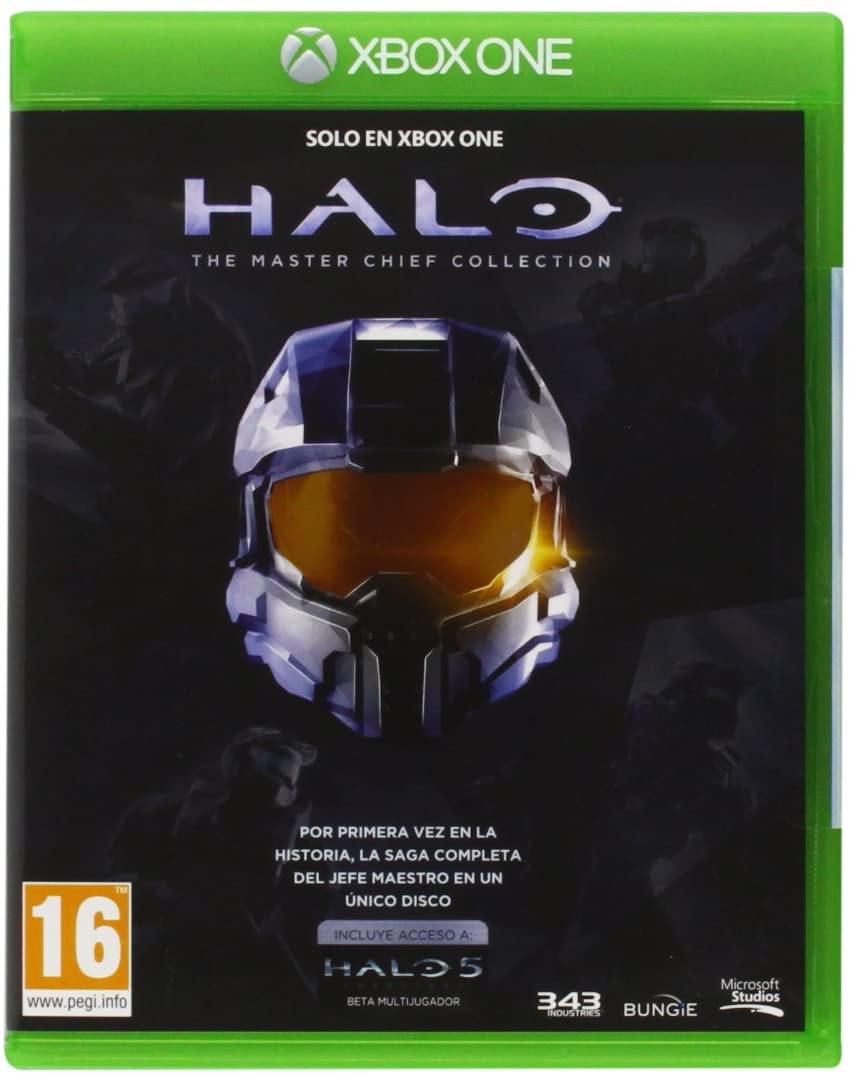 XBOX ONE
SOLO EN XBOX ONE
HALO
THE MASTER CHIEF COLLECTION
POR PRIMERA VEZ EN LA
HISTORIA, LA SAGA COMPLETA
DEL JEFE MAESTRO EN UN
ÚNICO DISCO
INCLUYE ACCESO A:
HALO 5
BETA MULTIJUGADOR
16
TM
www.pegi.info
343
INDUSTRIES
BUNGiE
Microsoft
Studios